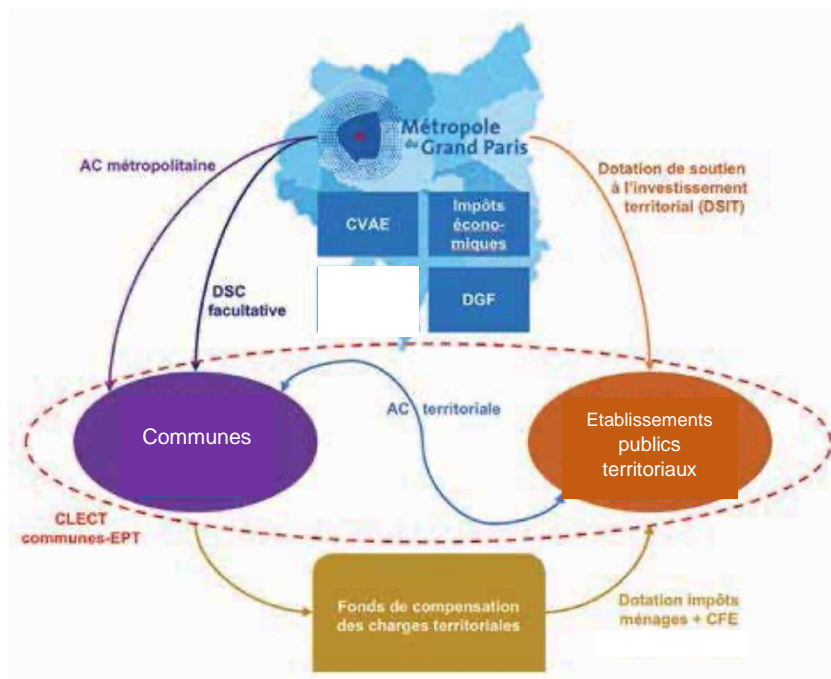 Métropole
du Grand Paris
AC métropolitaine
Dotation de soutien
à l'investissement
territorial (DSIT)
CVAE
Impôts
écono-
miques
DSC
facultative
DGF
AC territoriale
Communes
Etablissements
publics
territoriaux
CLECT
communes-EPT
Fonds de compensation
des charges territoriales
Dotation impôts
ménages + CFE